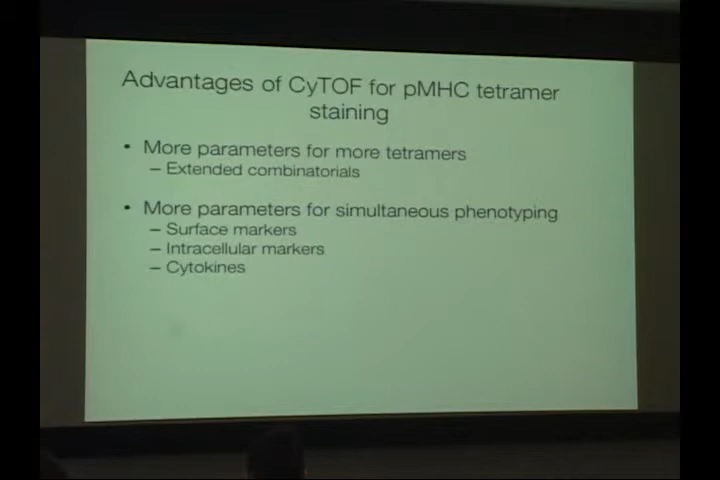 Advantages of CyTOF for pMHC tetramer
staining
• More parameters for more tetramers
– Extended combinatorials
• More parameters for simultaneous phenotyping
– Surface markers
– Intracellular markers
– Cytokines